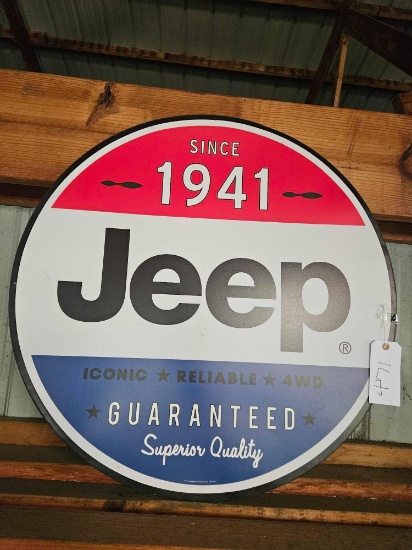 SINCE
1941
Jeep®
ICONIC ★ RELIABLE ★ 4WD
★ GUARANTEED ★
Superior Quality